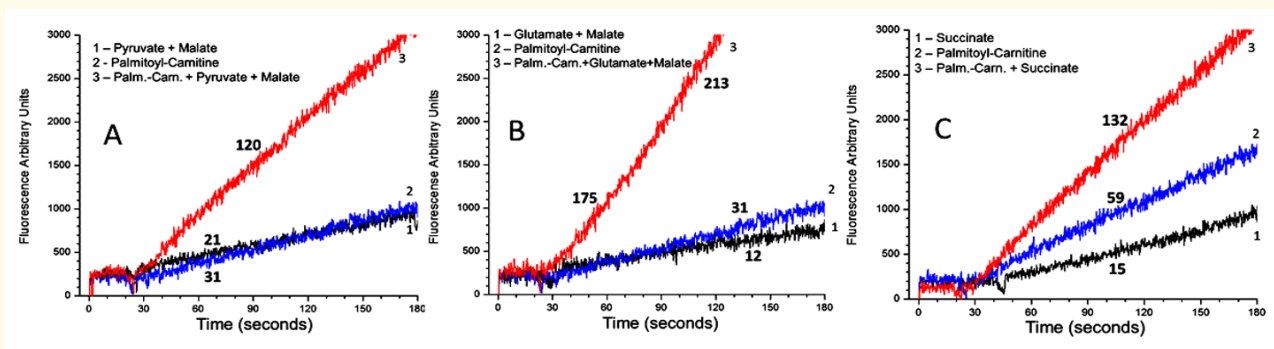 1 – Pyruvate + Malate
2 - Palmitoyl-Carnitine
3 – Palm.-Carn. + Pyruvate + Malate
A
Fluorescence Arbitrary Units
3000
2500
2000
1500
1000
500
0
120
21
31
3
2
1
0 30 60 90 120 150 180
Time (seconds)
1 – Glutamate + Malate
2 – Palmitoyl-Carnitine
3 – Palm.-Carn.+Glutamate+Malate
B
Fluorescense Arbitrary Units
3000
2500
2000
1500
1000
500
0
213
175
31
12
3
2
1
0 30 60 90 120 150 180
Time (seconds)
1 – Succinate
2 – Palmitoyl-Carnitine
3 – Palm.-Carn. + Succinate
C
Fluorescence Arbitrary Units
3000
2500
2000
1500
1000
500
0
132
59
15
3
2
1
0 30 60 90 120 150 180
Time (seconds)